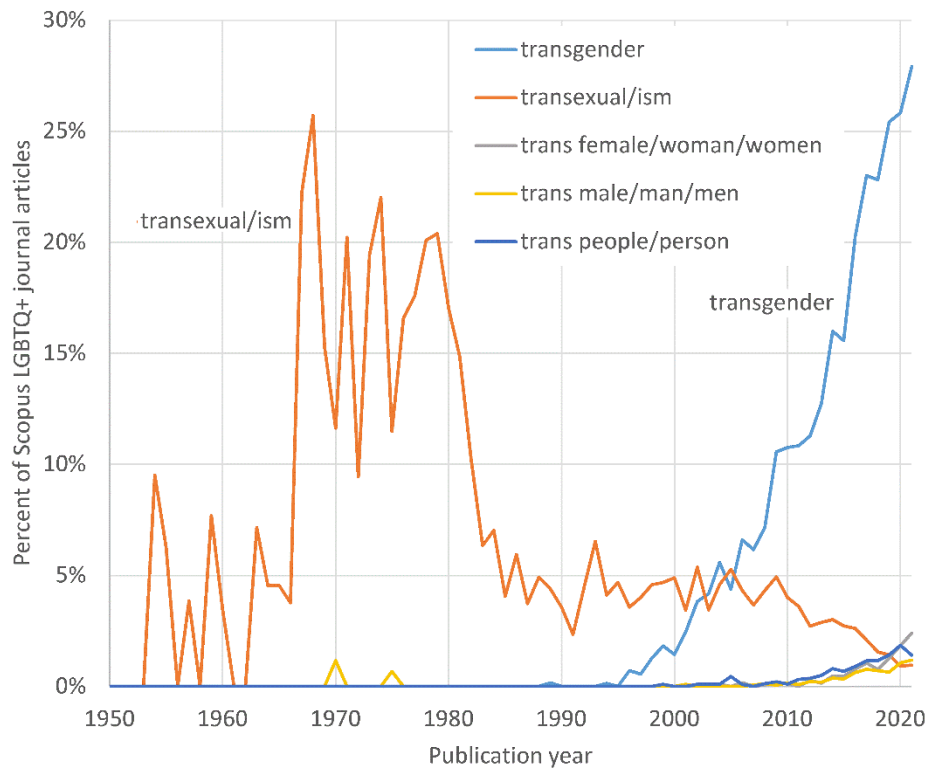 30%
25%
20%
15%
10%
5%
0%
Percent of Scopus LGBTQ+ journal articles
transgender
transexual/ism
trans female/woman/women
trans male/man/men
trans people/person
transexual/ism
transgender
1950 1960 1970 1980 1990 2000 2010 2020
Publication year